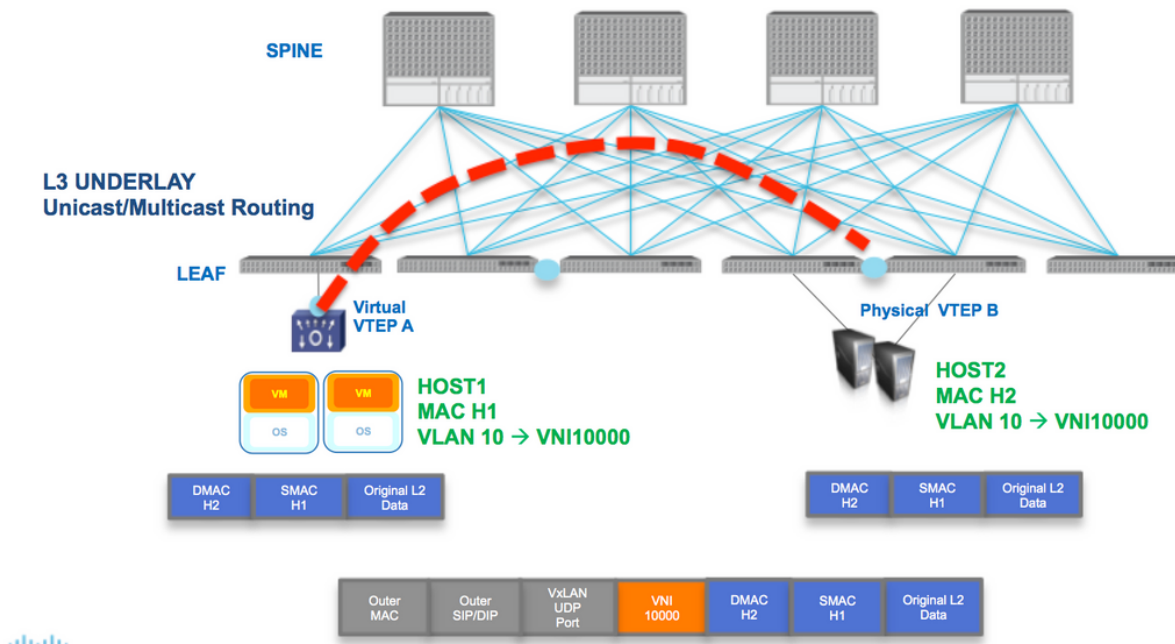 SPINE
L3 UNDERLAY
Unicast/Multicast Routing
LEAF
Virtual
VTEP A
Physical VTEP B
VM
VM
OS
OS
HOST1
MAC H1
VLAN 10 → VNI10000
HOST2
MAC H2
VLAN 10 → VNI10000
DMAC
H2
SMAC
H1
Original L2
Data
DMAC
H2
SMAC
H1
Original L2
Data
Outer
MAC
Outer
SIP/DIP
VxLAN
UDP
Port
VNI
10000
DMAC
H2
SMAC
H1
Original L2
Data